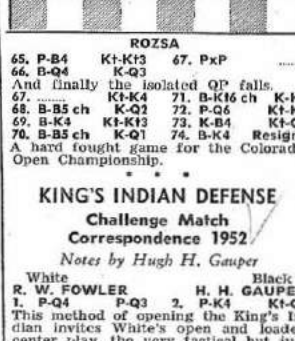 ROZSA
65. P-B4 Kt-Kt3 67. PxP ......
66. B-Q4 K-Q3
And finally the isolated QP falls.
67. ........ Kt-K4 71. B-Kt6 ch
68. B-B5 ch K-Q2 72. P-Q6
69. B-K4 Kt-Kt3 73. K-B4
70. B-B5 ch K-Q1 74. B-K4 Resign
A hard fought game for the Colorad
Open Championship.
* * *
KING'S INDIAN DEFENSE
Challenge Match
Correspondence 1952
Notes by Hugh H. Gauper
White Black
R. W. FOWLER H. H. GAUPE
1. P-Q4 P-Q3 2. P-K4
This method of opening the King's I
dian invites White's open and loade
center play, the very tactical but